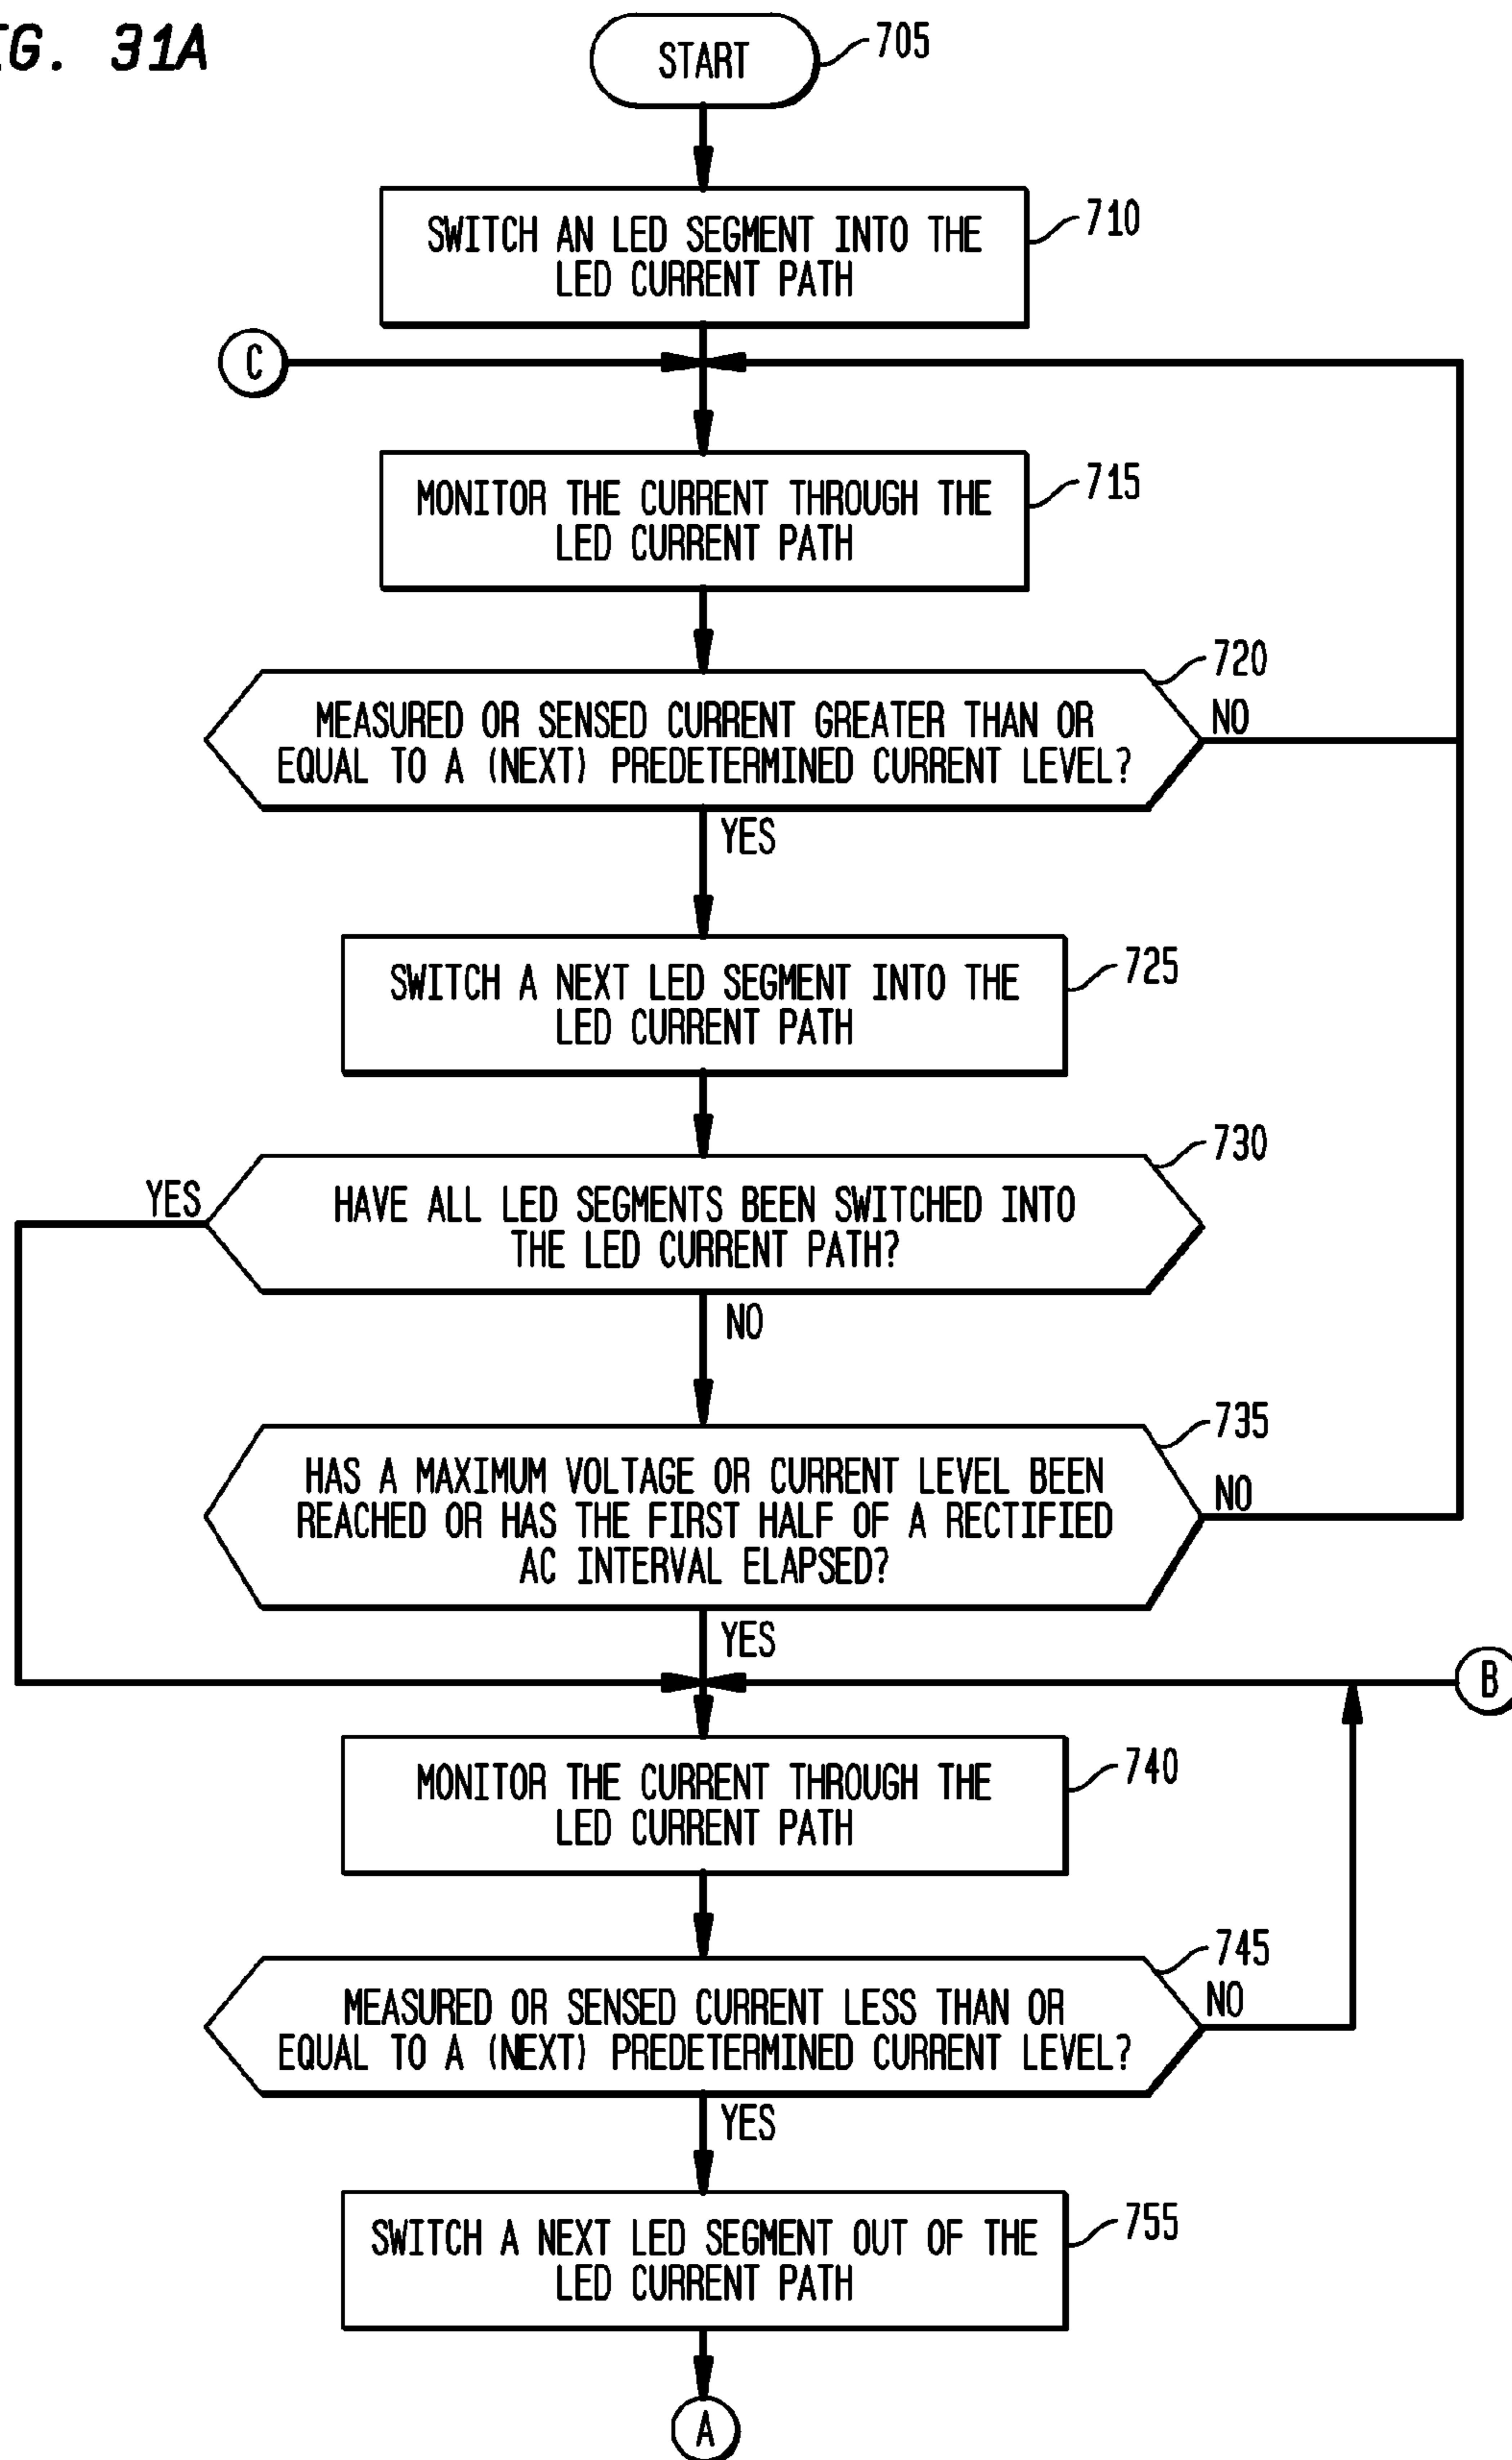 IG. 31A
START
705
SWITCH AN LED SEGMENT INTO THE
LED CURRENT PATH
710
C
MONITOR THE CURRENT THROUGH THE
LED CURRENT PATH
715
MEASURED OR SENSED CURRENT GREATER THAN OR
EQUAL TO A (NEXT) PREDETERMINED CURRENT LEVEL?
720
NO
YES
SWITCH A NEXT LED SEGMENT INTO THE
LED CURRENT PATH
725
HAVE ALL LED SEGMENTS BEEN SWITCHED INTO
THE LED CURRENT PATH?
730
YES
NO
HAS A MAXIMUM VOLTAGE OR CURRENT LEVEL BEEN
REACHED OR HAS THE FIRST HALF OF A RECTIFIED
AC INTERVAL ELAPSED?
735
NO
YES
B
MONITOR THE CURRENT THROUGH THE
LED CURRENT PATH
740
MEASURED OR SENSED CURRENT LESS THAN OR
EQUAL TO A (NEXT) PREDETERMINED CURRENT LEVEL?
745
NO
YES
SWITCH A NEXT LED SEGMENT OUT OF THE
LED CURRENT PATH
755
A